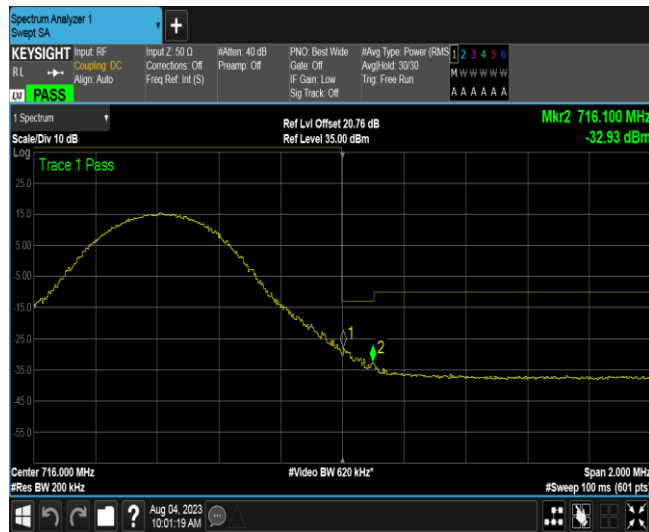 Spectrum Analyzer 1
Swept SA
+
KEYSIGHT
RL
LXI
PASS
Input: RF
Coupling: DC
Align: Auto
Input Z: 50 Ω
Corrections: Off
Freq Ref: Int (S)
#Atten: 40 dB
Preamp: Off
PNO: Best Wide
Gate: Off
IF Gain: Low
Sig Track: Off
#Avg Type: Power (RMS
Avg|Hold: 30/30
Trig: Free Run
1 2 3 4 5 6
M W W W W W
A A A A A A
1 Spectrum
Scale/Div 10 dB
Ref Lvl Offset 20.76 dB
Ref Level 35.00 dBm
Mkr2 716.100 MHz
-32.93 dBm
Log
Trace 1 Pass
25.0
15.0
5.00
-5.00
-15.0
-25.0
-35.0
-45.0
-55.0
1
2
Center 716.000 MHz
#Res BW 200 kHz
#Video BW 620 kHz*
Span 2.000 MHz
#Sweep 100 ms (601 pts)
?
Aug 04, 2023
10:01:19 AM